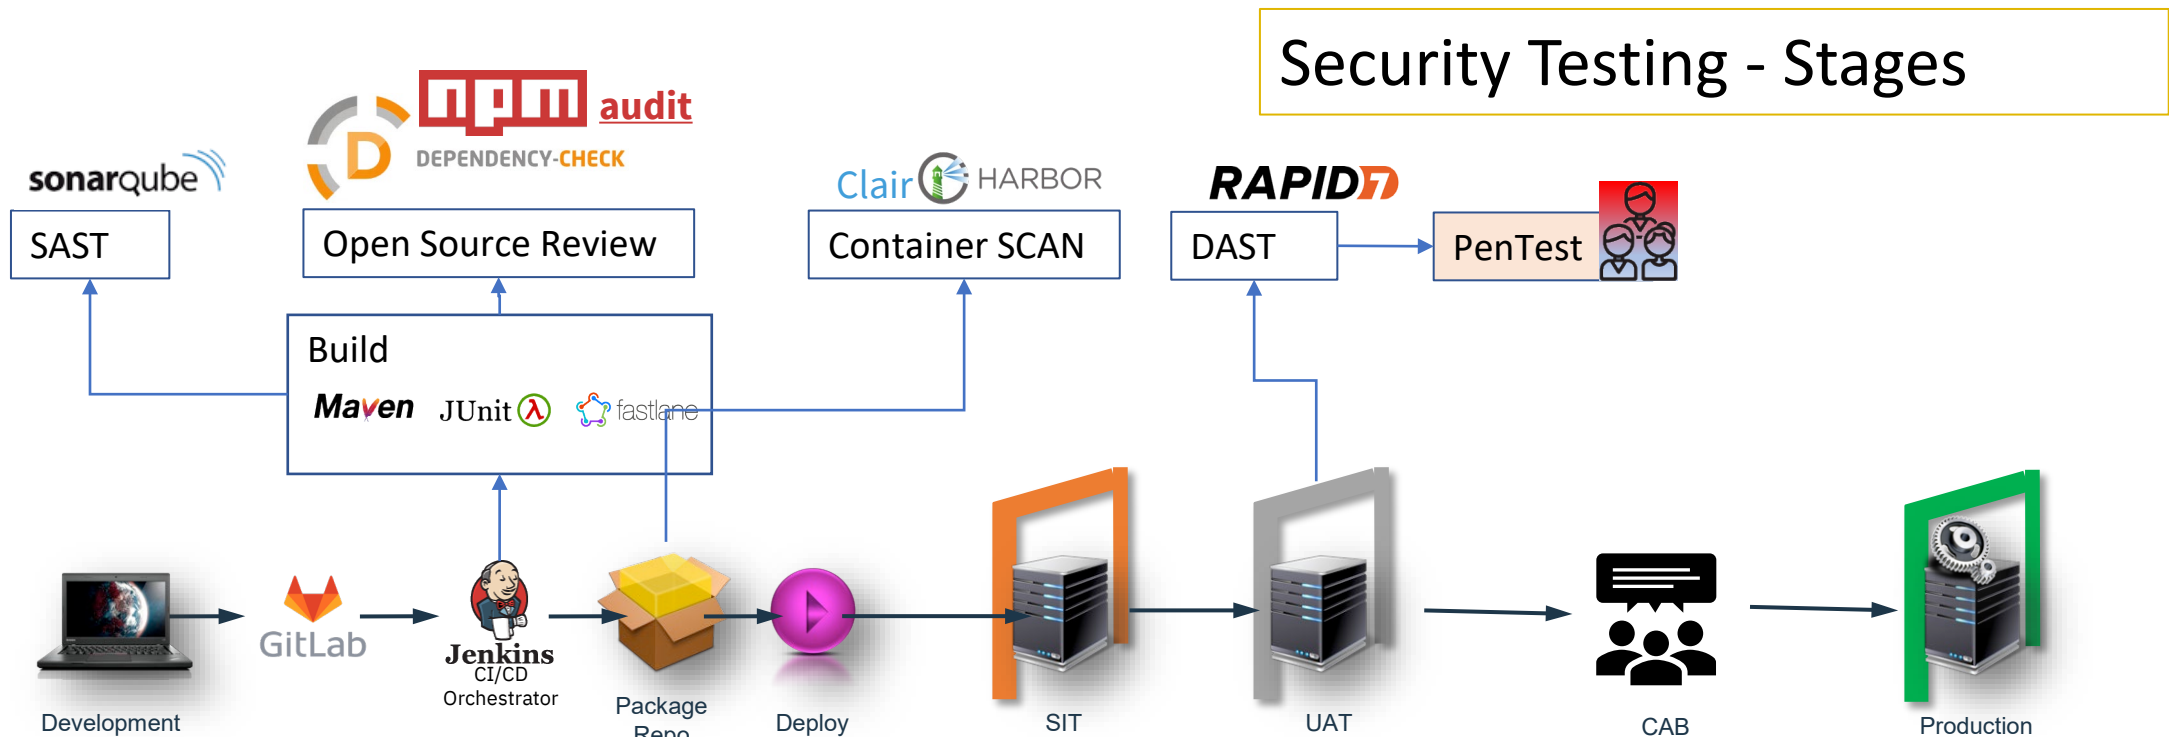 Security Testing - Stages
npm audit
DEPENDENCY-CHECK
sonarqube
Clair HARBOR
RAPID7
SAST
Open Source Review
Container SCAN
DAST
PenTest
Build
Maven JUnit fastlane
GitLab
Jenkins
CI/CD
Orchestrator
Development
Package
Repo
Deploy
SIT
UAT
CAB
Production